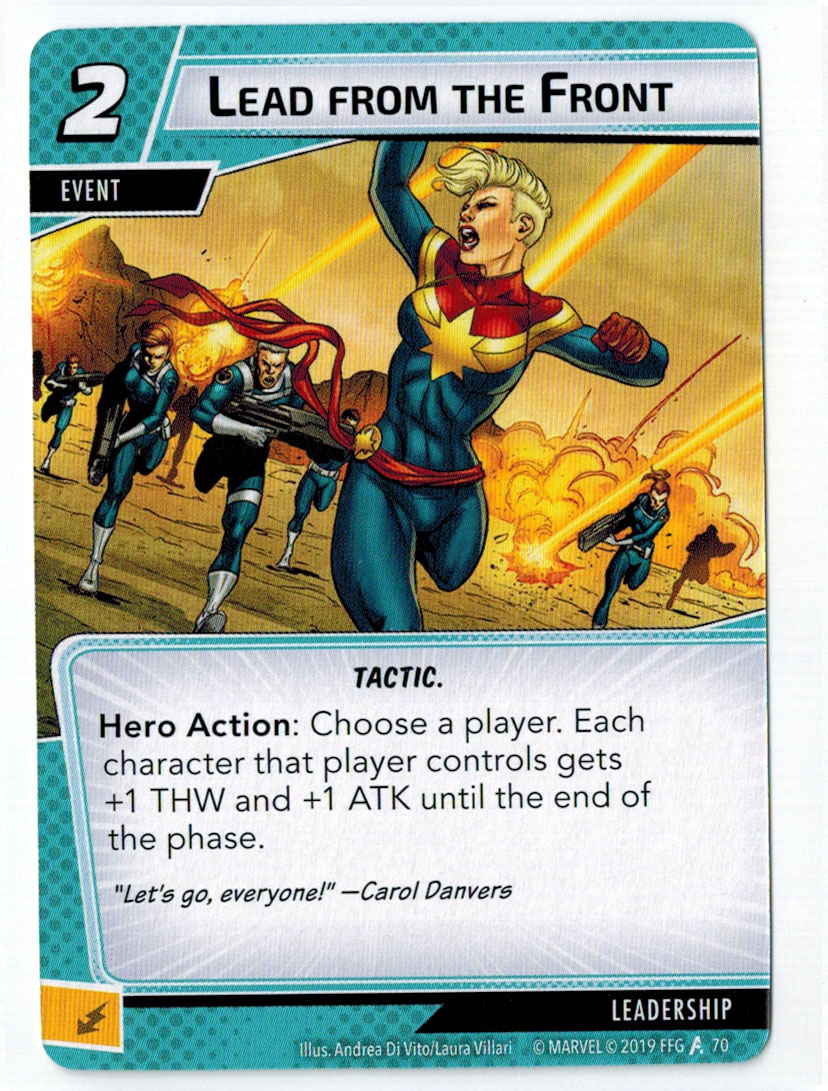 2
LEAD FROM THE FRONT
EVENT
TACTIC.
Hero Action: Choose a player. Each
character that player controls gets
+1 THW and +1 ATK until the end of
the phase.
"Let's go, everyone!" —Carol Danvers
LEADERSHIP
Illus. Andrea Di Vito/Laura Villari © MARVEL © 2019 FFG 70